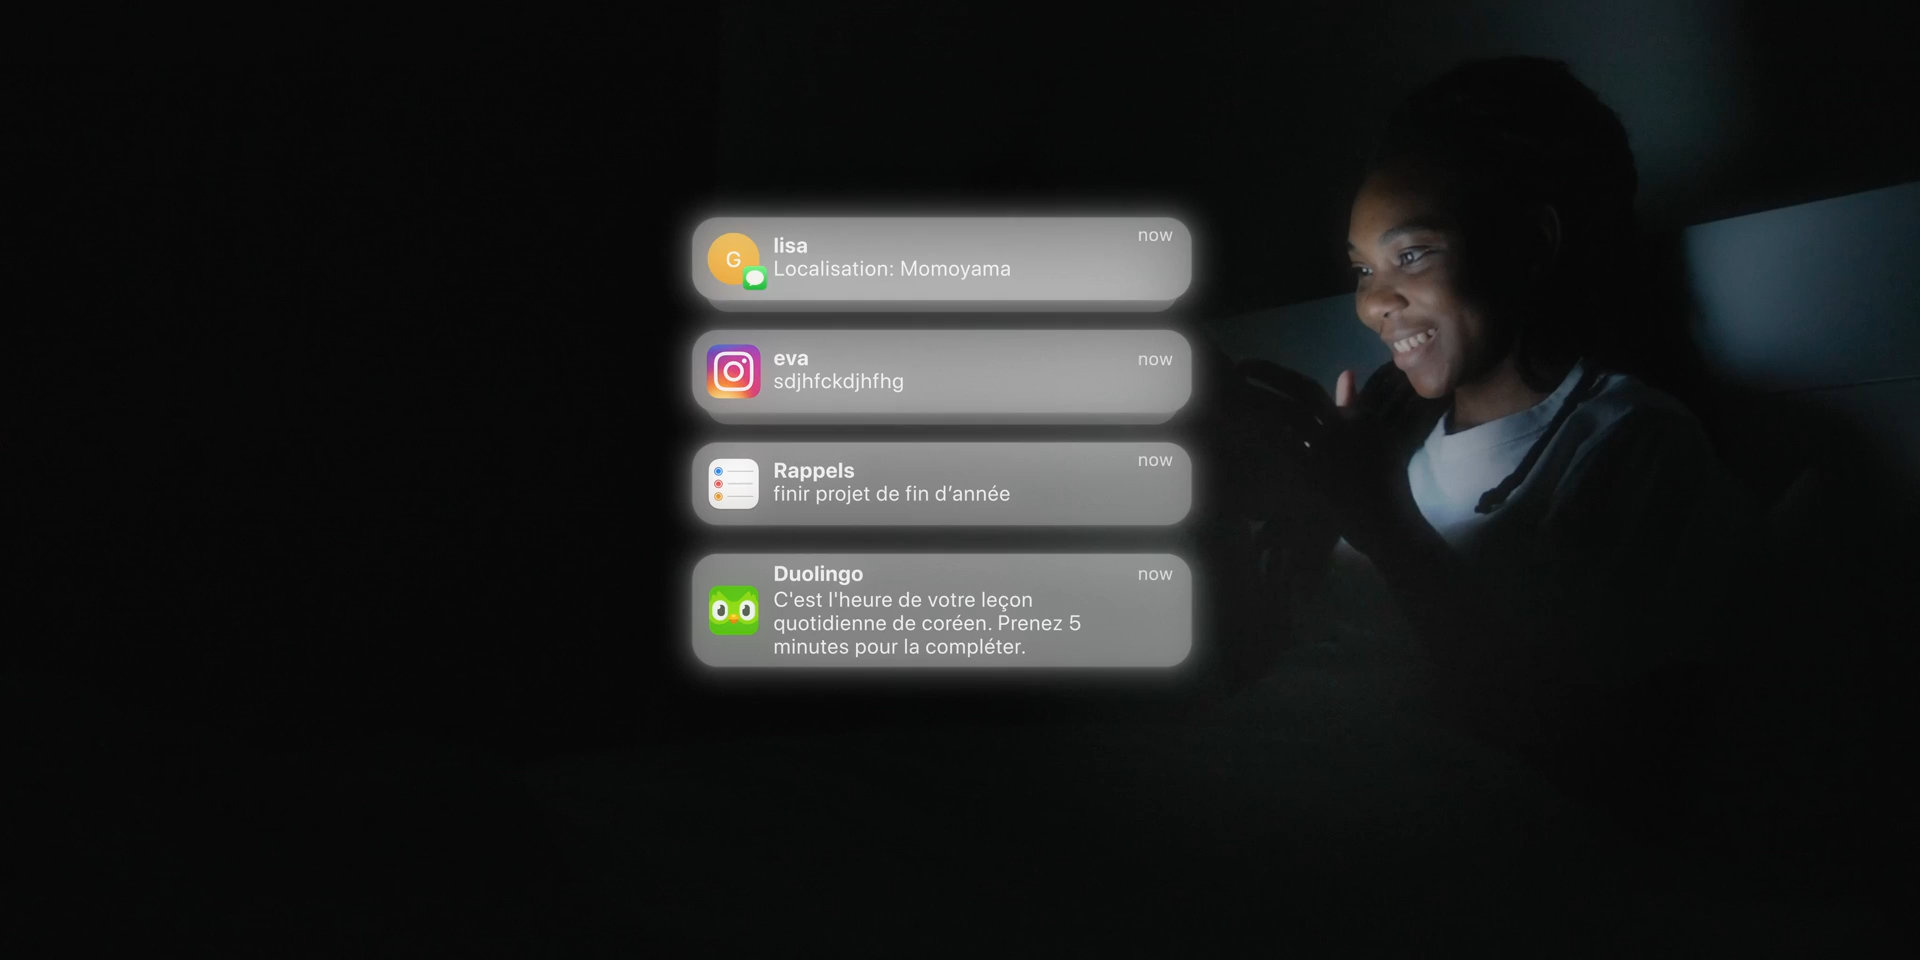 lisa
now
Localisation: Momoyama
G
eva
now
sdjhfckdjhfhg
Rappels
now
finir projet de fin d’année
Duolingo
now
C'est l'heure de votre leçon
quotidienne de coréen. Prenez 5
minutes pour la compléter.